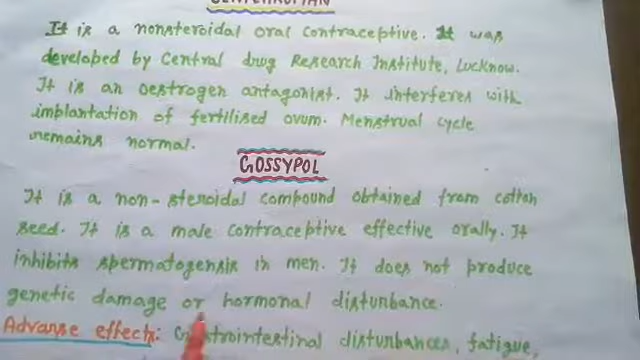 It is a nonsteroidal oral contraceptive. It was
developed by Central drug Research Institute, Lucknow.
It is an oestrogen antagonist. It interferes with
implantation of fertilised ovum. Menstrual cycle
remains normal.
GOSSYPOL
It is a non-steroidal compound obtained from cotton
seed. It is a male contraceptive effective orally. It
inhibits spermatogensis in men. It does not produce
genetic damage or hormonal disturbance.
Advanse effects: disturbances, fatigue,